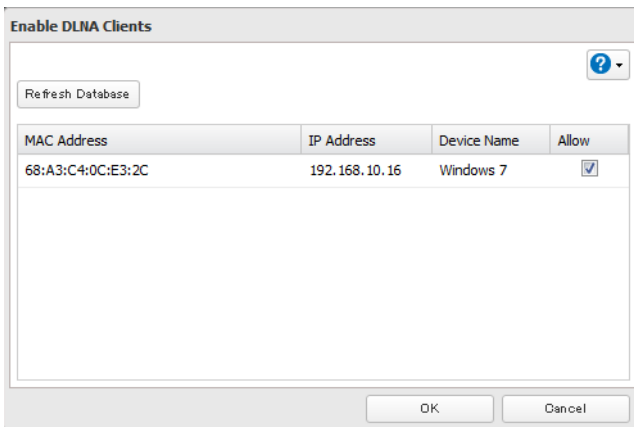 Enable DLNA Clients
?
Refresh Database
MAC Address IP Address Device Name Allow
68:A3:C4:0C:E3:2C 192.168.10.16 Windows 7
OK Cancel